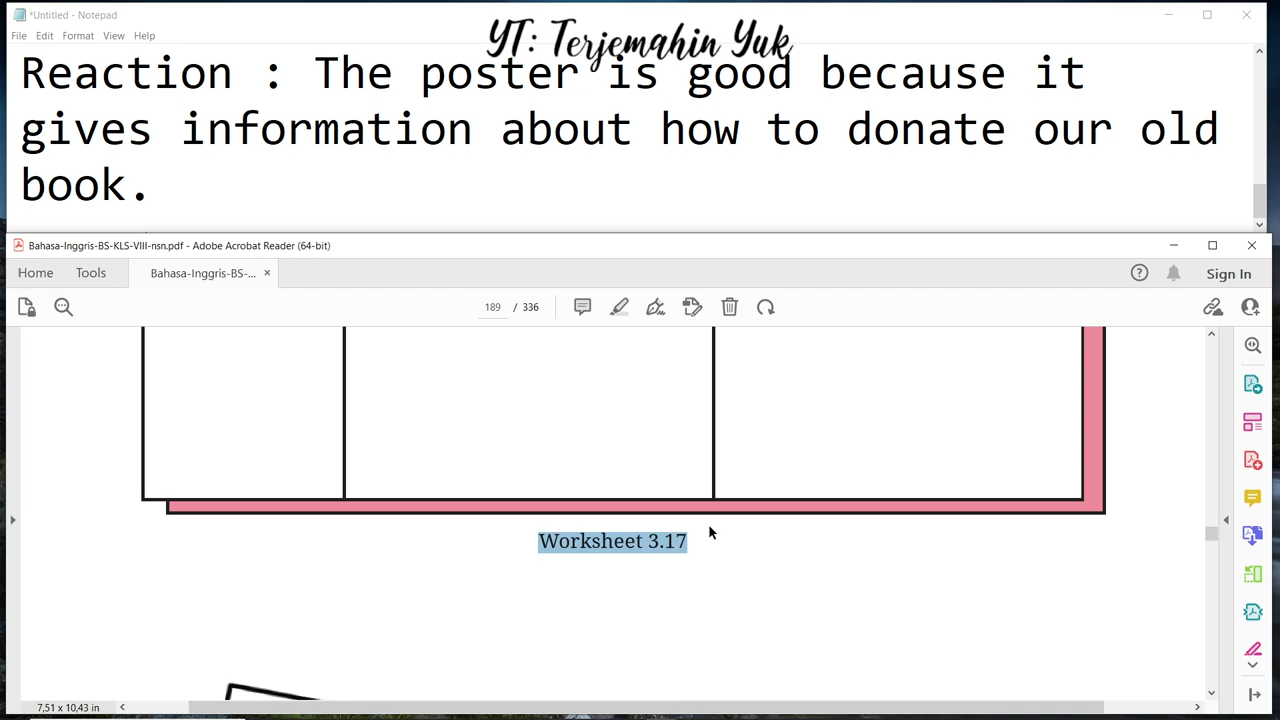 *Untitled - Notepad
File Edit Format View Help
YT: Terjemahin Yuk
Reaction : The poster is good because it
gives information about how to donate our old
book.
Bahasa-Inggris-BS-KLS-VIII-nsn.pdf - Adobe Acrobat Reader (64-bit)
Home Tools Bahasa-Inggris-BS-... Sign In
189 / 336
Worksheet 3.17
7,51 x 10,43 in